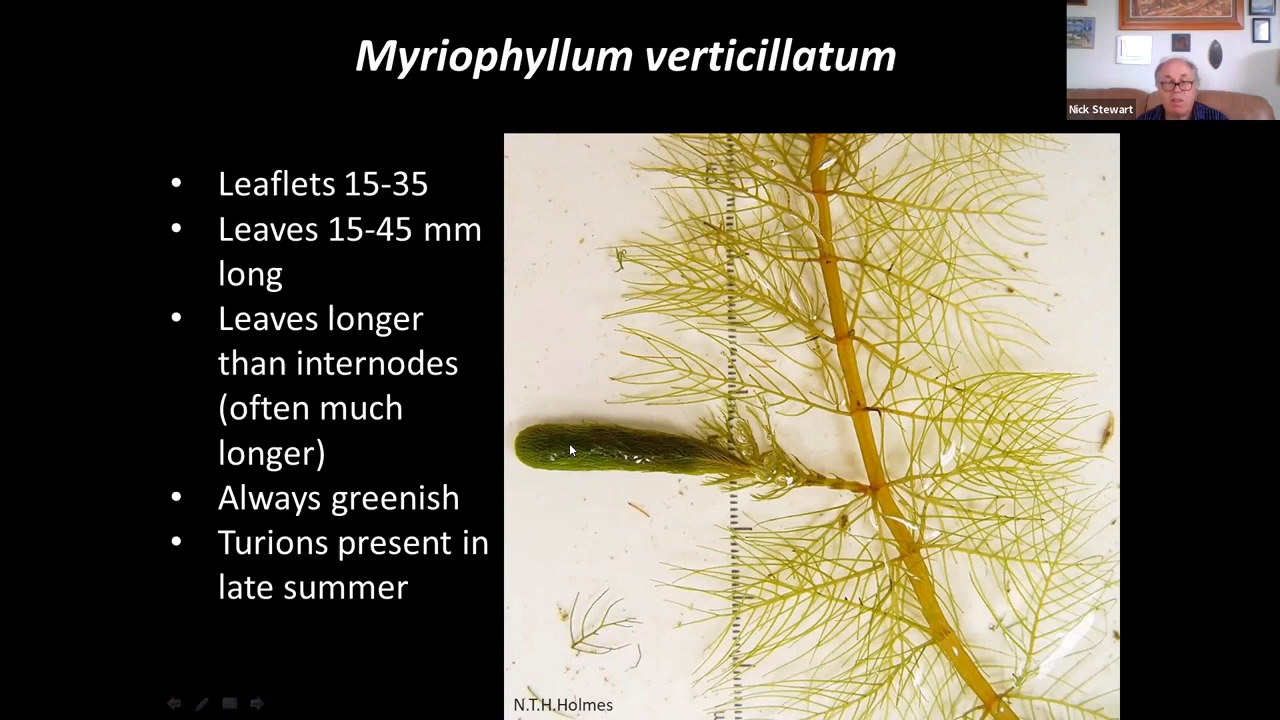 Myriophyllum verticillatum
Nick Stewart
• Leaflets 15-35
• Leaves 15-45 mm
long
• Leaves longer
than internodes
(often much
longer)
• Always greenish
• Turions present in
late summer
N.T.H.Holmes